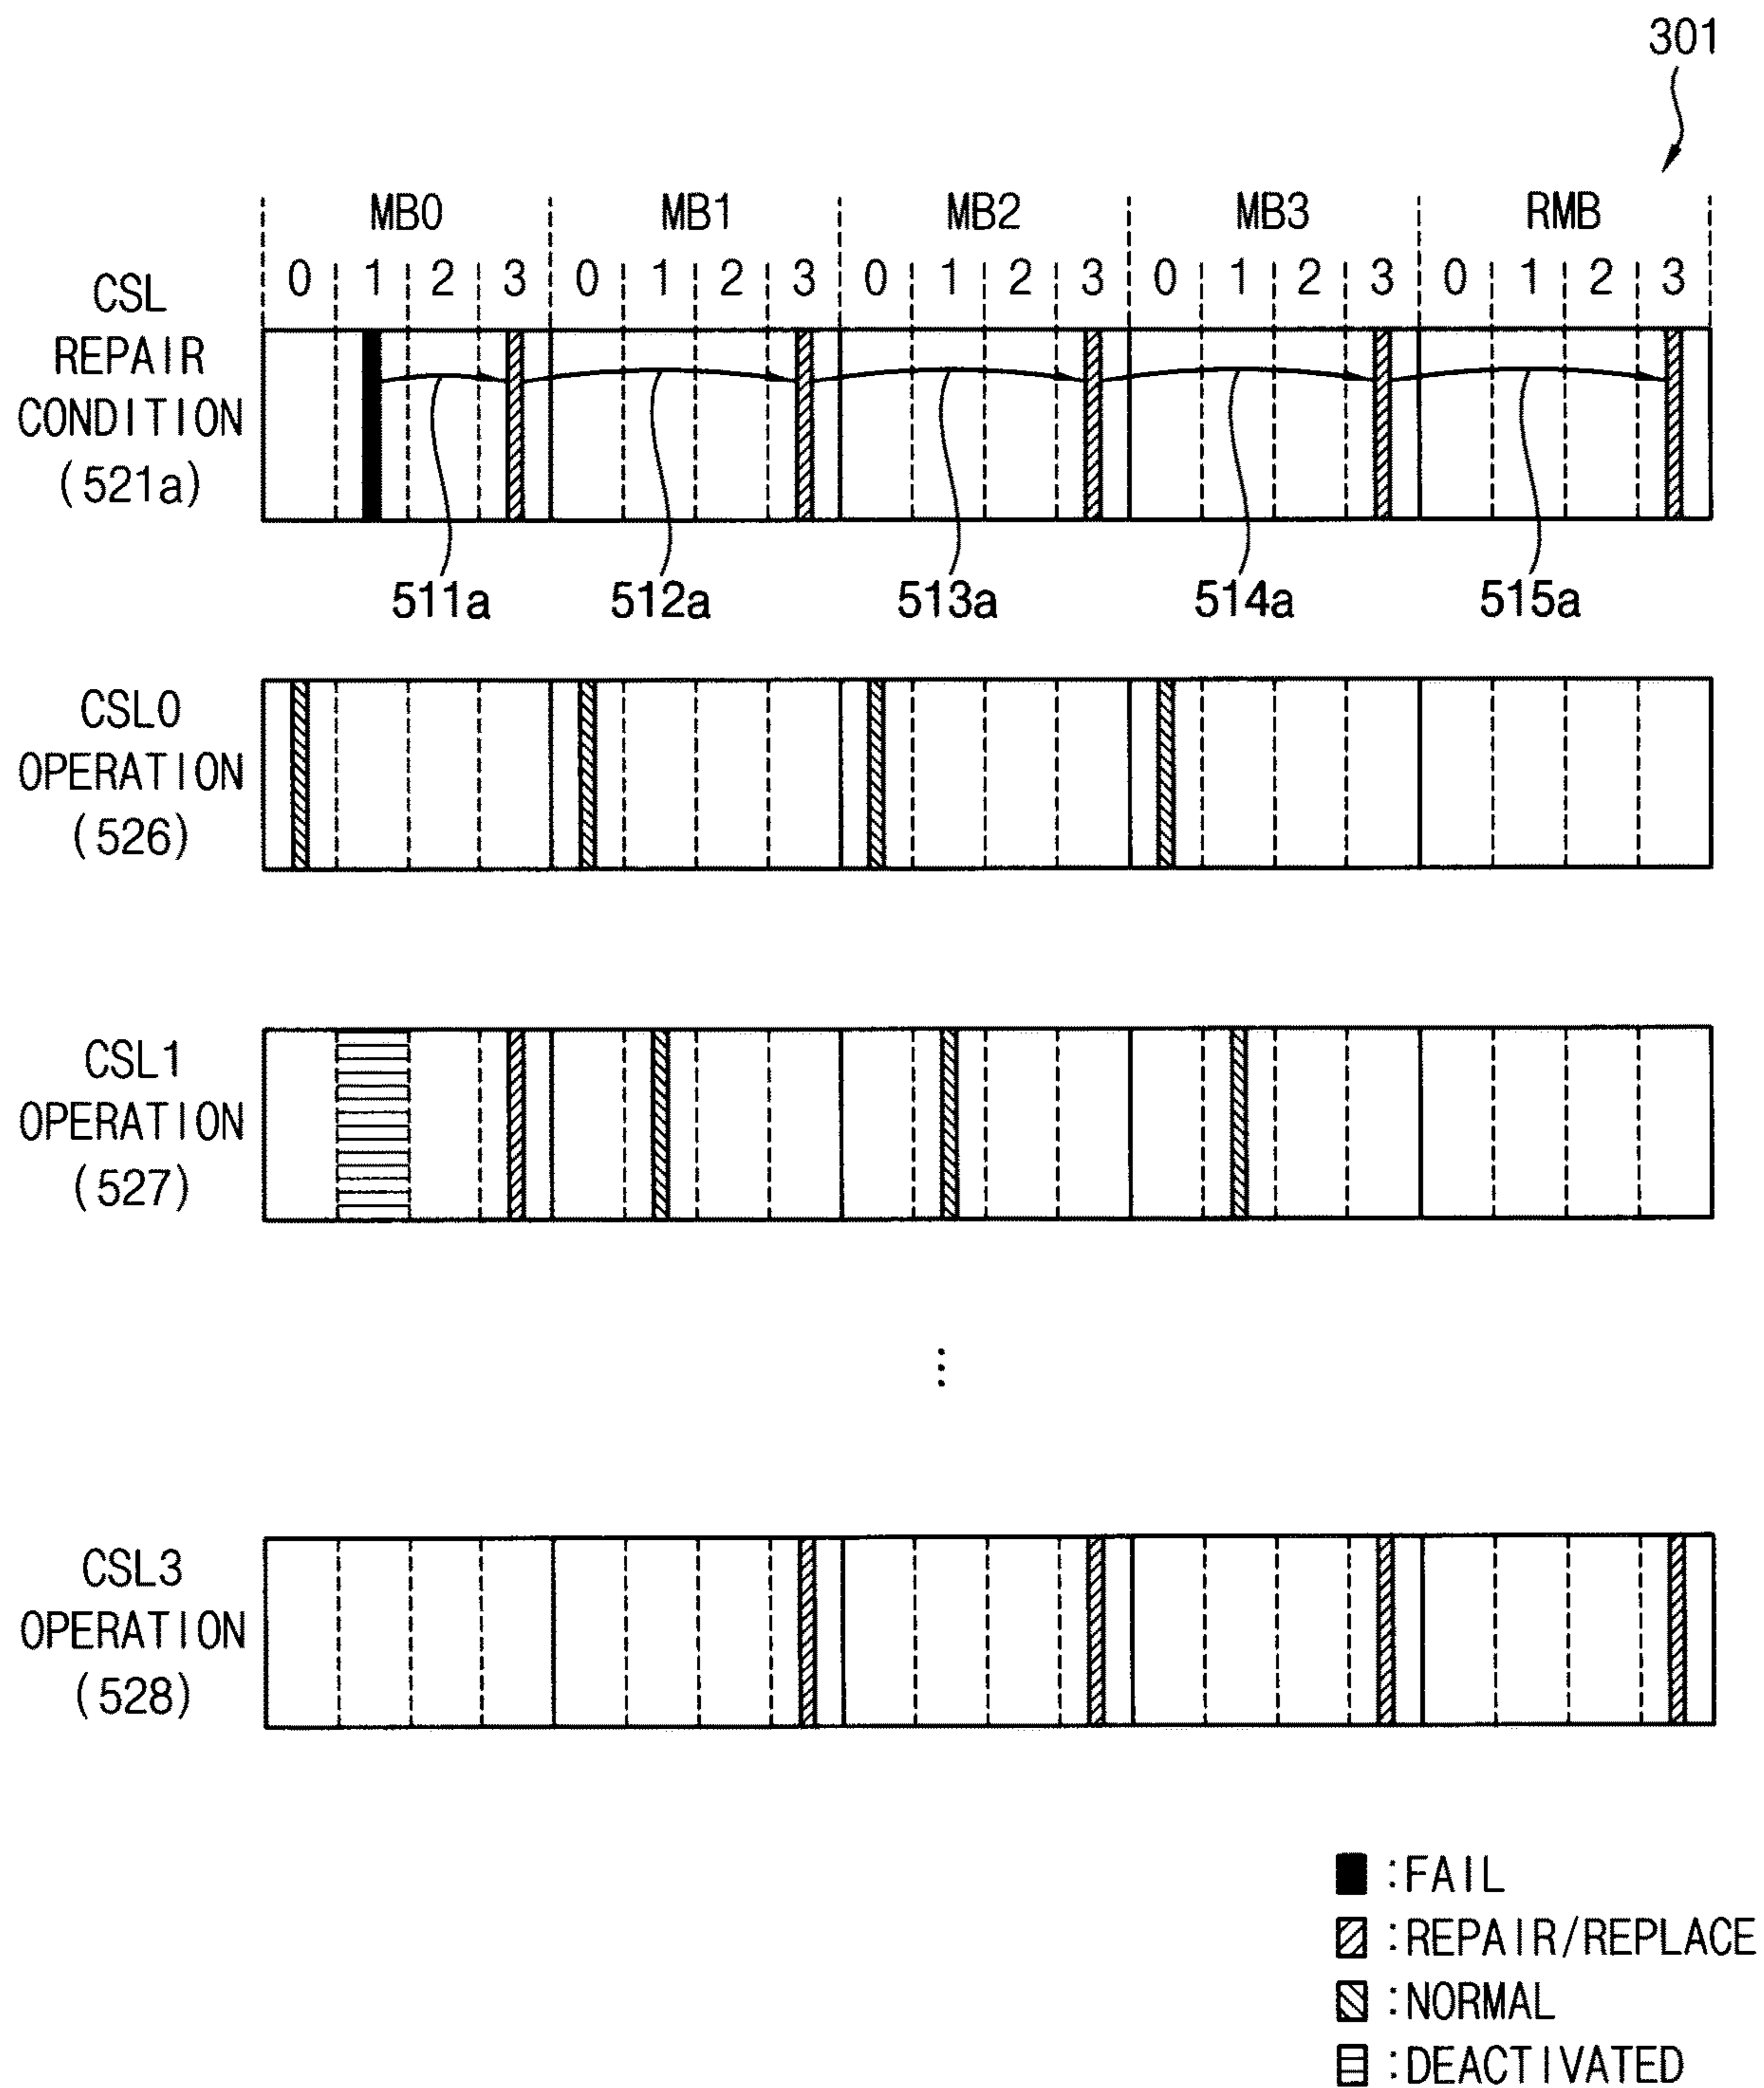 301
MB0 MB1 MB2 MB3 RMB
0 1 2 3 0 1 2 3 0 1 2 3 0 1 2 3 0 1 2 3
CSL
REPAIR
CONDITION
(521a)
511a 512a 513a 514a 515a
CSL0
OPERATION
(526)
CSL1
OPERATION
(527)
⋮
CSL3
OPERATION
(528)
:FAIL
:REPAIR/REPLACE
:NORMAL
:DEACTIVATED